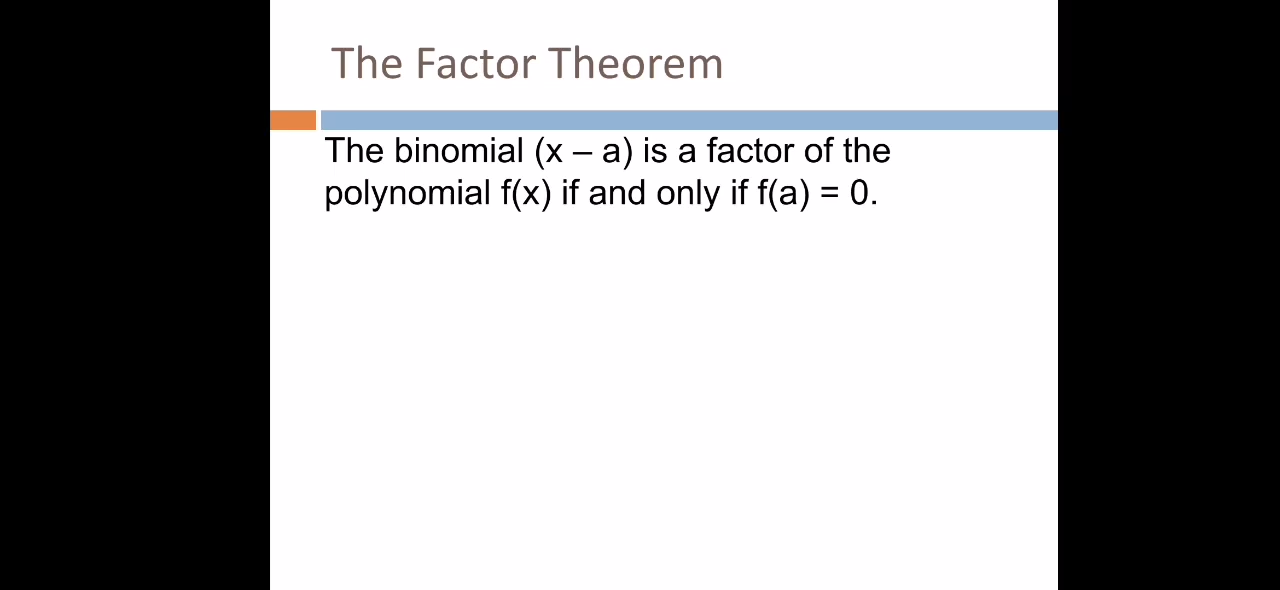 The Factor Theorem
The binomial (x – a) is a factor of the
polynomial f(x) if and only if f(a) = 0.